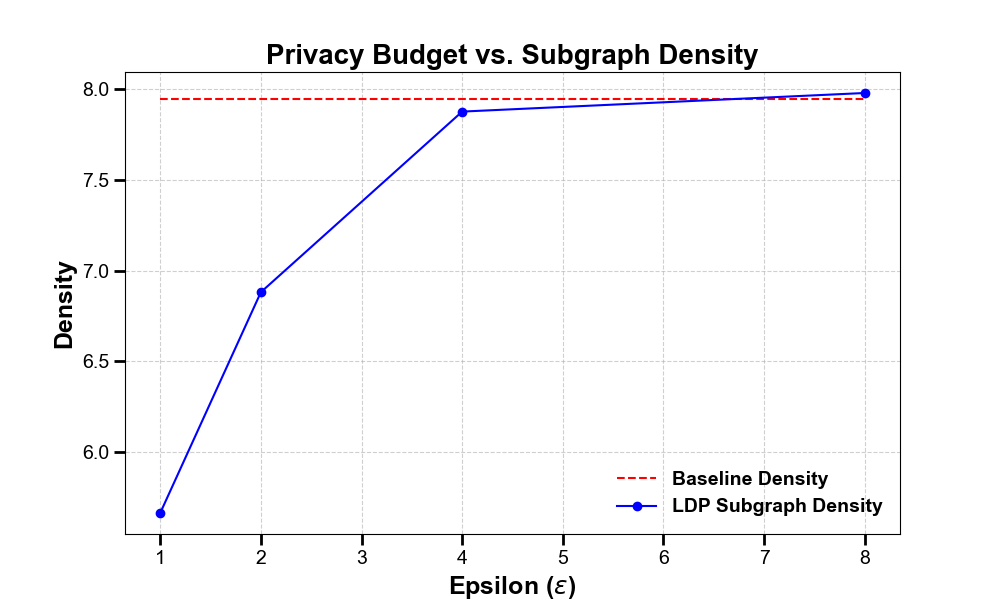 Privacy Budget vs. Subgraph Density
Density
8.0
7.5
7.0
6.5
6.0
Baseline Density
LDP Subgraph Density
1 2 3 4 5 6 7 8
Epsilon (ε)